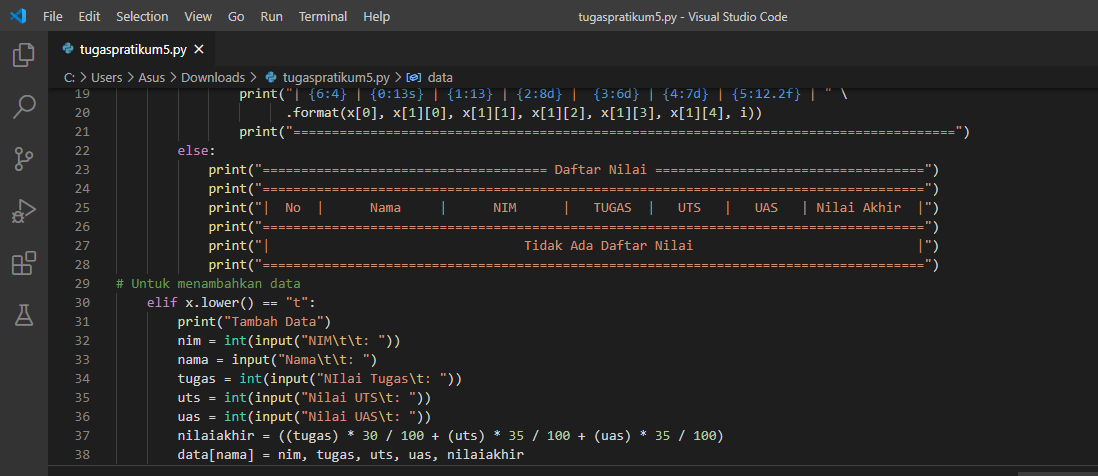 File Edit Selection View Go Run Terminal Help tugaspratikum5.py - Visual Studio Code
tugaspratikum5.py ×
C: > Users > Asus > Downloads > tugaspratikum5.py > data
19 print("| {6:4} | {0:13s} | {1:13} | {2:8d} |  {3:6d} | {4:7d} | {5:12.2f} | " \
20 .format(x[0], x[1][0], x[1][1], x[1][2], x[1][3], x[1][4], i))
21 print("======================================================================================")
22 else:
23 print("===================================== Daftar Nilai ===================================")
24 print("======================================================================================")
25 print("|  No  |      Nama     |      NIM      |   TUGAS  |   UTS   |   UAS   | Nilai Akhir  |")
26 print("======================================================================================")
27 print("|                                 Tidak Ada Daftar Nilai                             |")
28 print("======================================================================================")
29 # Untuk menambahkan data
30 elif x.lower() == "t":
31 print("Tambah Data")
32 nim = int(input("NIM\t\t: "))
33 nama = input("Nama\t\t: ")
34 tugas = int(input("NIlai Tugas\t: "))
35 uts = int(input("Nilai UTS\t: "))
36 uas = int(input("Nilai UAS\t: "))
37 nilaiakhir = ((tugas) * 30 / 100 + (uts) * 35 / 100 + (uas) * 35 / 100)
38 data[nama] = nim, tugas, uts, uas, nilaiakhir